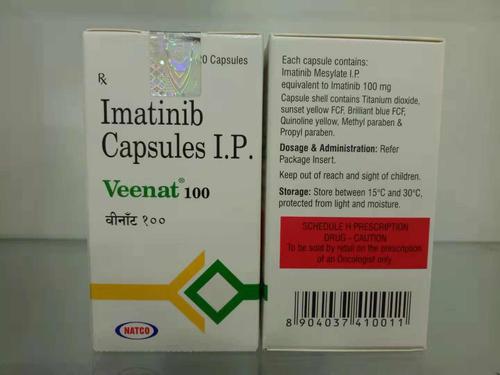 0 Capsules
Rx
Imatinib
Capsules I.P.
Veenat® 100
वीनॉट १००
NATCO
Each capsule contains:
Imatinib Mesylate I.P.
equivalent to Imatinib 100 mg
Capsule shell contains Titanium dioxide,
sunset yellow FCF, Brilliant blue FCF,
Quinoline yellow, Methyl paraben &
Propyl paraben.
Dosage & Administration: Refer
Package Insert.
Keep out of reach and sight of children.
Storage: Store between 15°C and 30°C,
protected from light and moisture.
SCHEDULE H PRESCRIPTION
DRUG - CAUTION
To be sold by retail on the prescription
of an Oncologist only
8 904037 410011